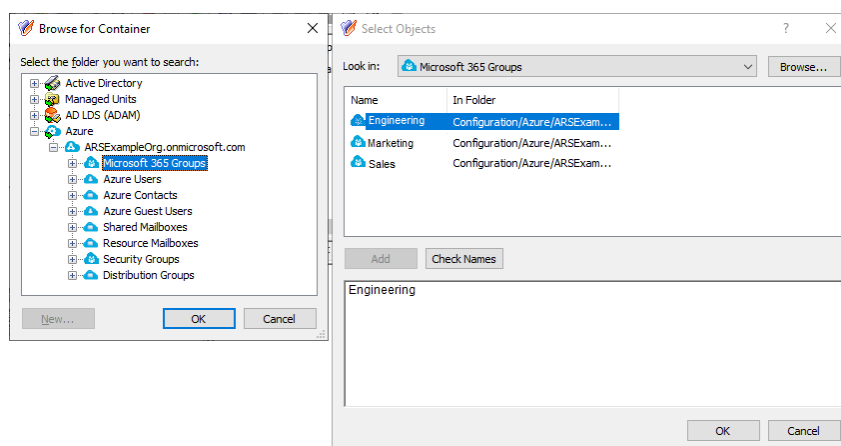 Browse for Container
Select the folder you want to search:
Active Directory
Managed Units
AD LDS (ADAM)
Azure
ARSExampleOrg.onmicrosoft.com
Microsoft 365 Groups
Azure Users
Azure Contacts
Azure Guest Users
Shared Mailboxes
Resource Mailboxes
Security Groups
Distribution Groups
New...
OK
Cancel
Select Objects
?
Look in:
Microsoft 365 Groups
Browse...
Name In Folder
Engineering Configuration/Azure/ARSExam...
Marketing Configuration/Azure/ARSExam...
Sales Configuration/Azure/ARSExam...
Add
Check Names
Engineering
OK
Cancel